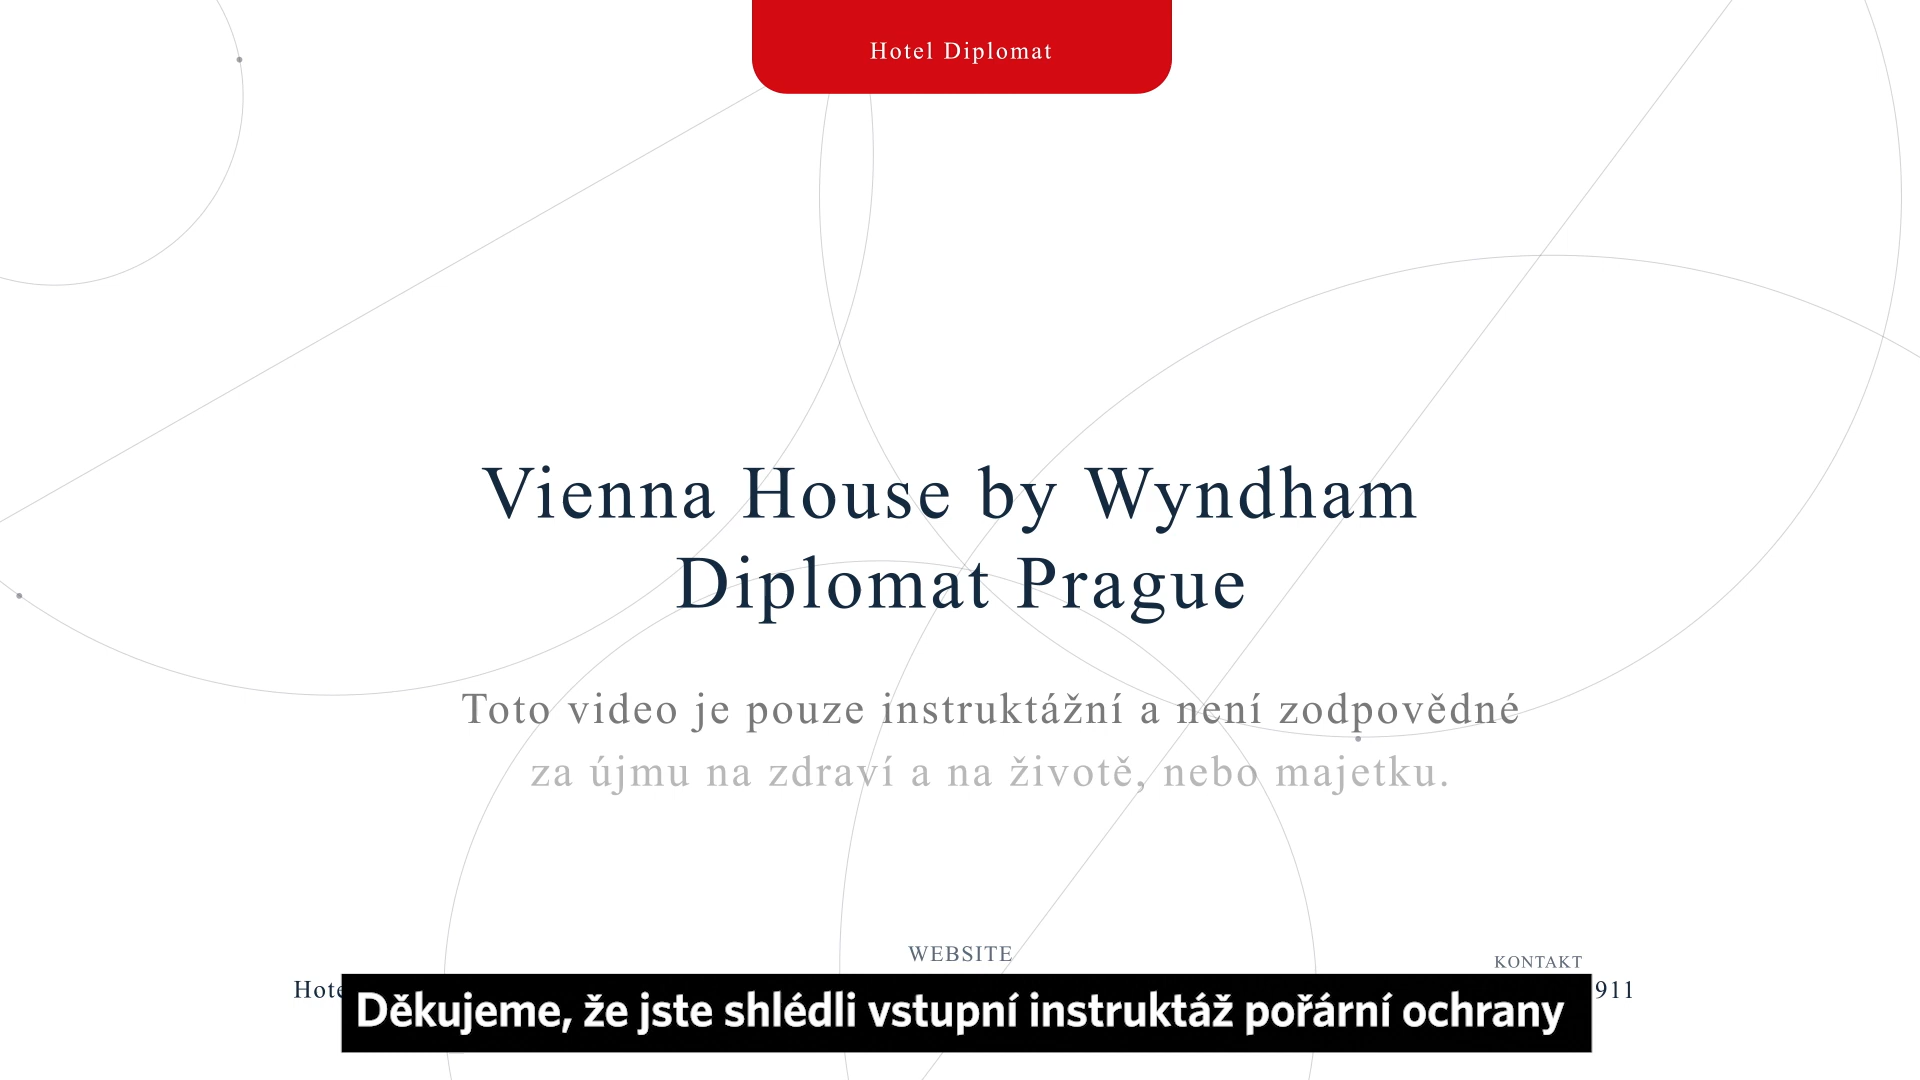 Hotel Diplomat
Vienna House by Wyndham
Diplomat Prague
Toto video je pouze instruktážní a není zodpovědné
za újmu na zdraví a na životě, nebo majetku.
WEBSITE
KONTAKT
911
Děkujeme, že jste shlédli vstupní instruktáž pořární ochrany